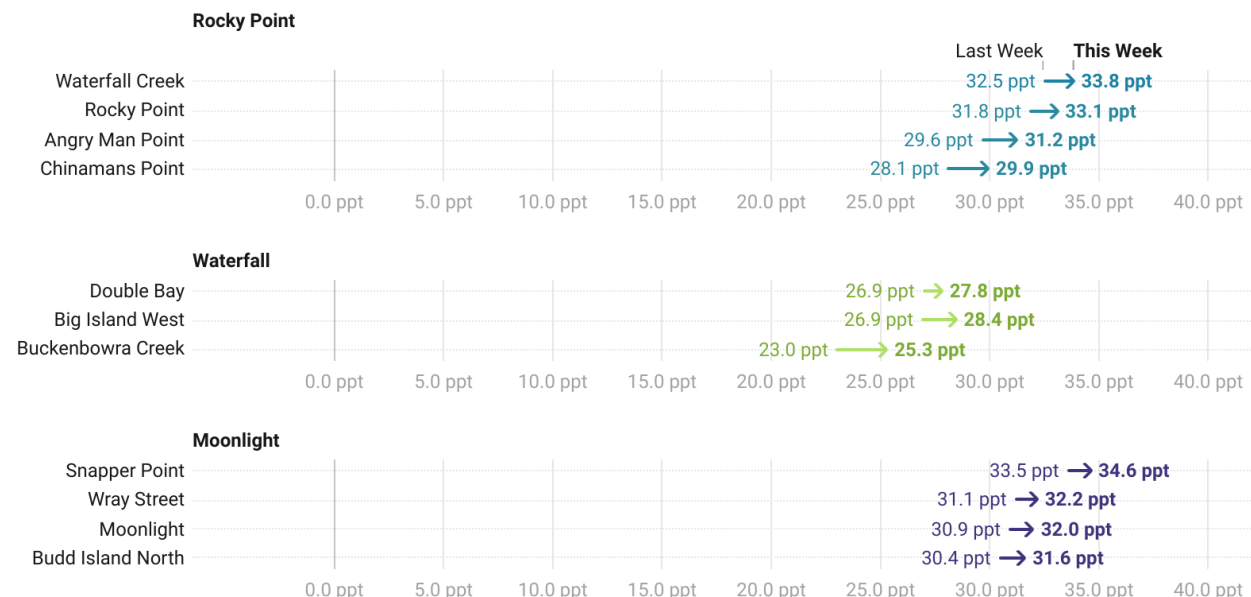 Rocky Point
Last Week This Week
Waterfall Creek 32.5 ppt 33.8 ppt
Rocky Point 31.8 ppt 33.1 ppt
Angry Man Point 29.6 ppt 31.2 ppt
Chinamans Point 28.1 ppt 29.9 ppt
0.0 ppt 5.0 ppt 10.0 ppt 15.0 ppt 20.0 ppt 25.0 ppt 30.0 ppt 35.0 ppt 40.0 ppt
Waterfall
Double Bay 26.9 ppt 27.8 ppt
Big Island West 26.9 ppt 28.4 ppt
Buckenbowra Creek 23.0 ppt 25.3 ppt
0.0 ppt 5.0 ppt 10.0 ppt 15.0 ppt 20.0 ppt 25.0 ppt 30.0 ppt 35.0 ppt 40.0 ppt
Moonlight
Snapper Point 33.5 ppt 34.6 ppt
Wray Street 31.1 ppt 32.2 ppt
Moonlight 30.9 ppt 32.0 ppt
Budd Island North 30.4 ppt 31.6 ppt
0.0 ppt 5.0 ppt 10.0 ppt 15.0 ppt 20.0 ppt 25.0 ppt 30.0 ppt 35.0 ppt 40.0 ppt